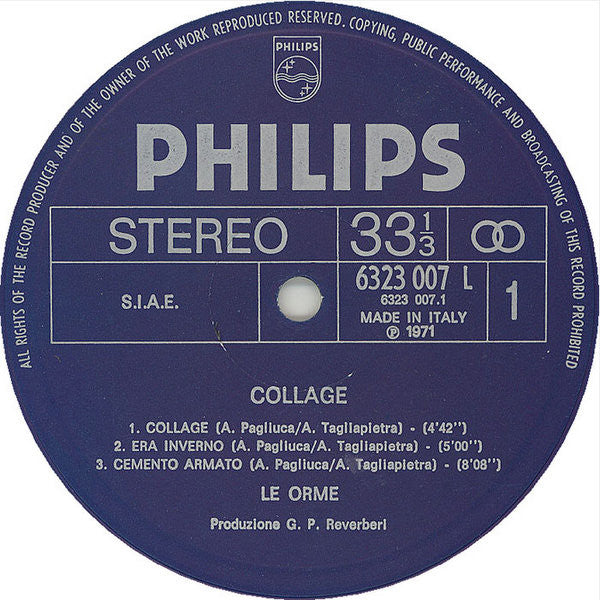 ALL RIGHTS OF THE RECORD PRODUCER AND OF THE OWNER OF THE WORK REPRODUCED RESERVED. COPYING, PUBLIC PERFORMANCE AND BROADCASTING OF THIS RECORD PROHIBITED
PHILIPS
PHILIPS
STEREO
33 1/3
S.I.A.E.
6323 007 L
6323 007.1
MADE IN ITALY
℗ 1971
1
COLLAGE
1. COLLAGE (A. Pagliuca/A. Tagliapietra) - (4'42'')
2. ERA INVERNO (A. Pagliuca/A. Tagliapietra) - (5'00'')
3. CEMENTO ARMATO (A. Pagliuca/A. Tagliapietra) - (8'08'')
LE ORME
Produzione G. P. Reverberi